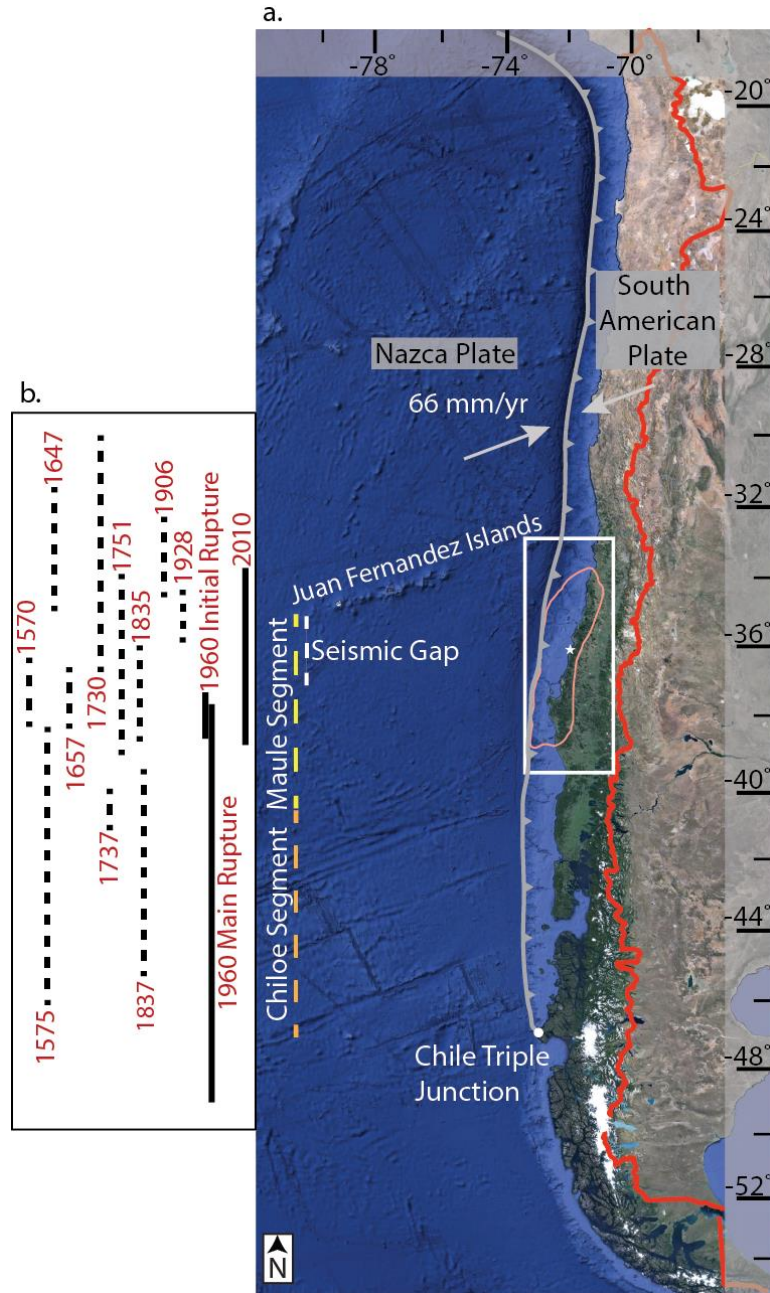 a.
-78°
-74°
-70°
-20°
-24°
South
American
Plate
Nazca Plate
-28°
66 mm/yr
b.
-32°
1647
1906
1751
1928
1960 Initial Rupture
2010
1570
1835
Juan Fernandez Islands
Seismic Gap
-36°
Maule Segment
1730
1657
1737
-40°
1960 Main Rupture
Chiloe Segment
1837
1575
-44°
Chile Triple
Junction
-48°
-52°
N